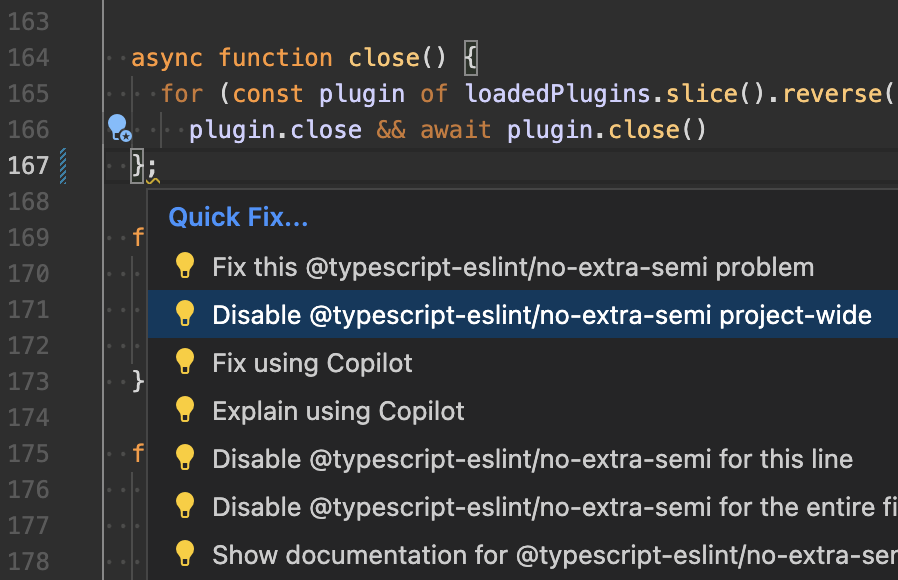 163
164 async function close() {
165 for (const plugin of loadedPlugins.slice().reverse(
166 plugin.close && await plugin.close()
167 };
168
Quick Fix...
169 f
Fix this @typescript-eslint/no-extra-semi problem
170
171 Disable @typescript-eslint/no-extra-semi project-wide
172
Fix using Copilot
173 }
Explain using Copilot
174
175 f
Disable @typescript-eslint/no-extra-semi for this line
176
Disable @typescript-eslint/no-extra-semi for the entire fi
177
178 Show documentation for @typescript-eslint/no-extra-ser